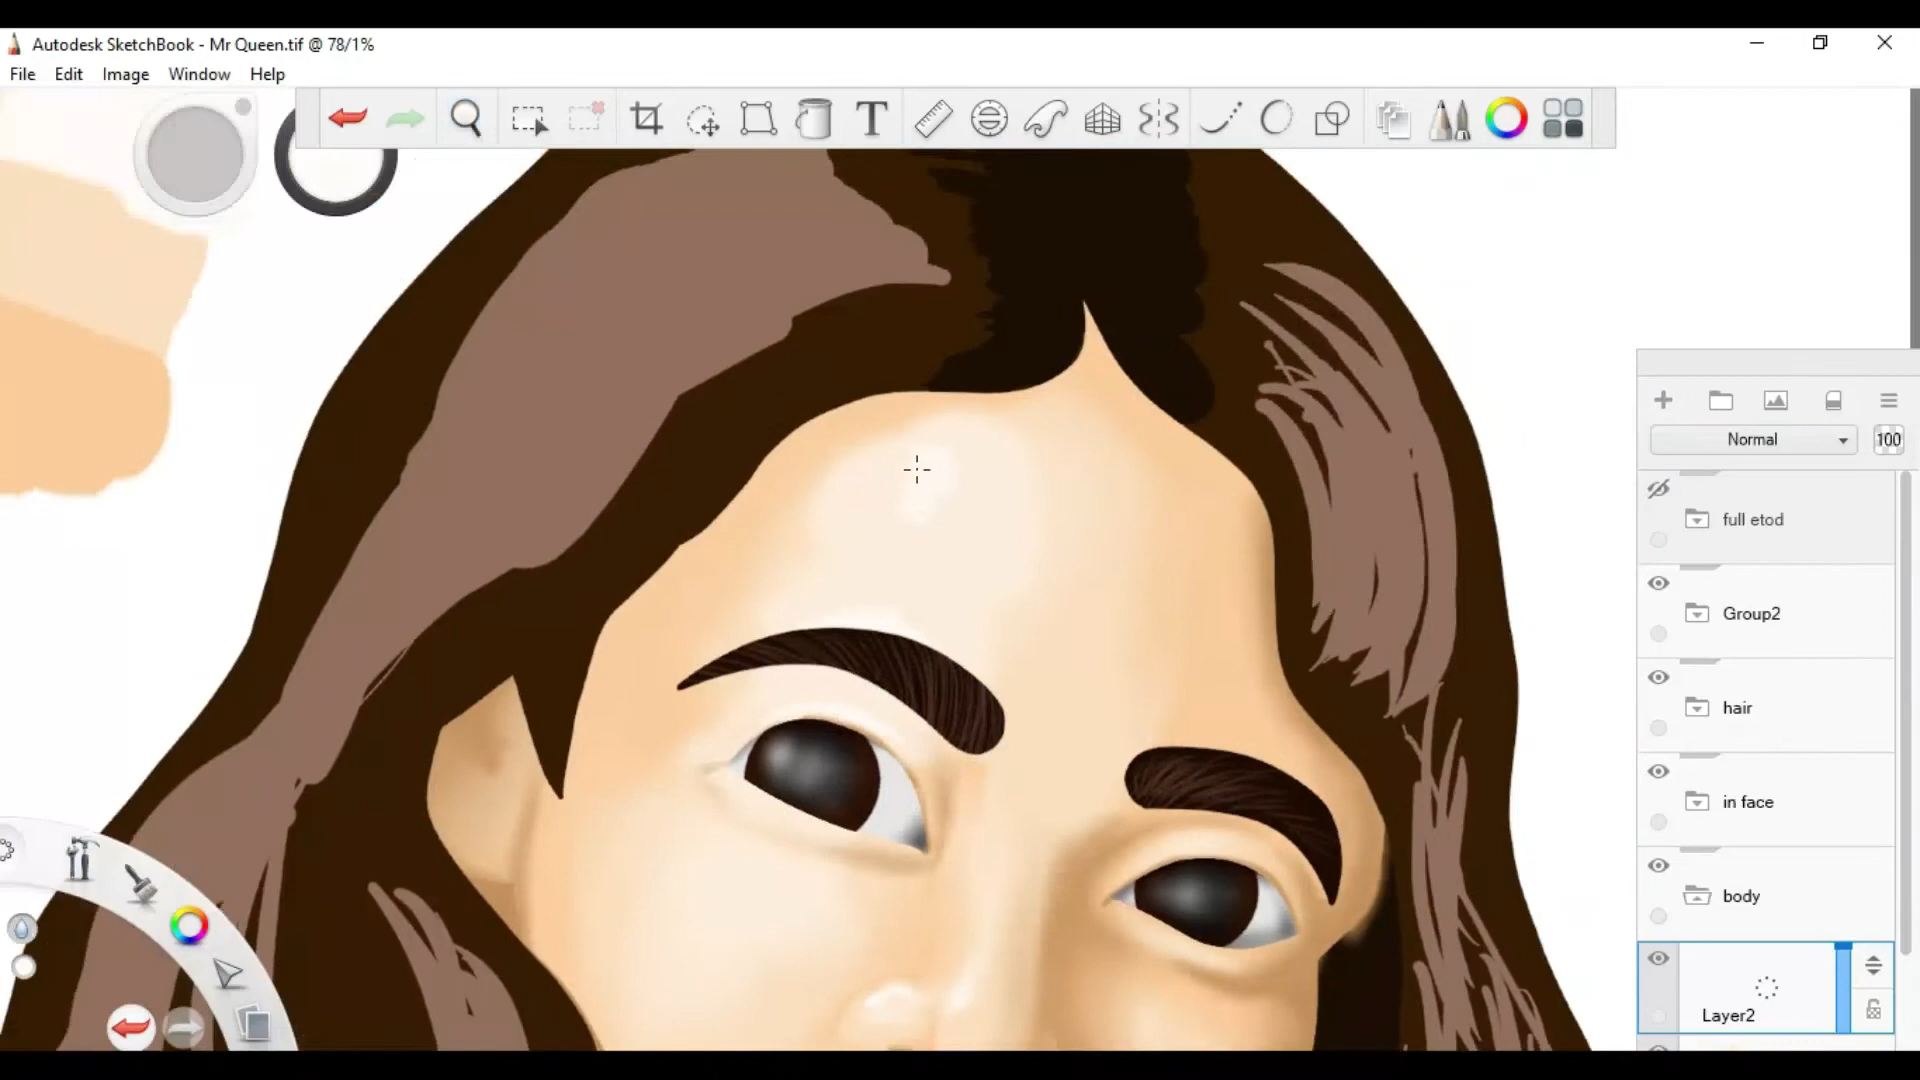 Autodesk SketchBook - Mr Queen.tif @ 78/1%
File Edit Image Window Help
T
Normal 100
full etod
Group2
hair
in face
body
Layer2